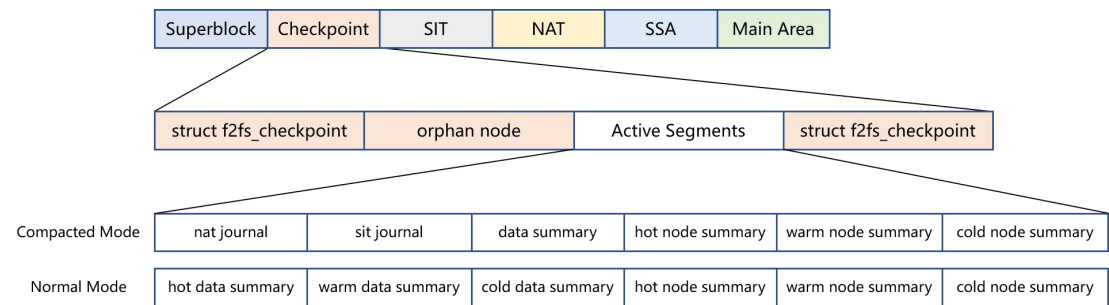 Superblock Checkpoint SIT NAT SSA Main Area
struct f2fs_checkpoint orphan node Active Segments struct f2fs_checkpoint
Compacted Mode nat journal sit journal data summary hot node summary warm node summary cold node summary
Normal Mode hot data summary warm data summary cold data summary hot node summary warm node summary cold node summary